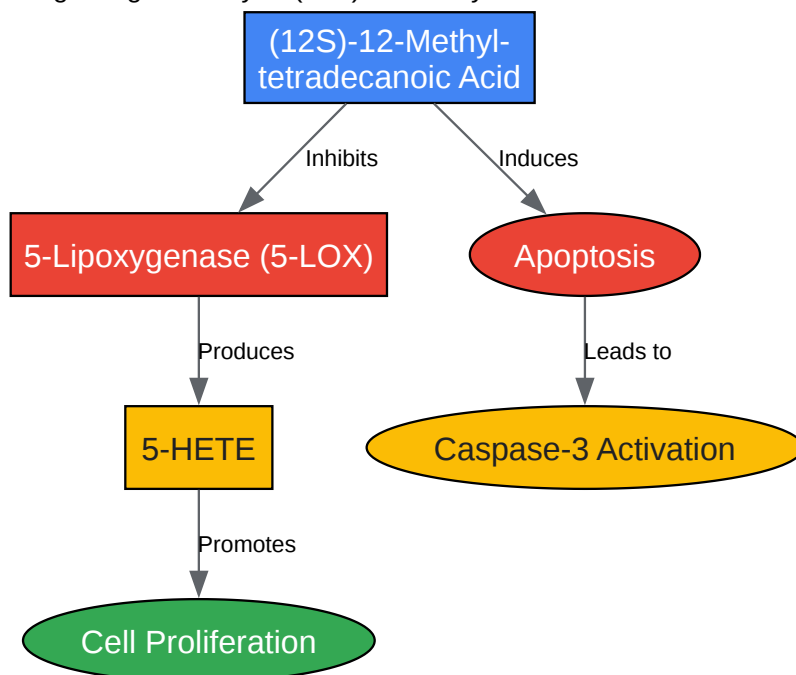 (12S)-12-Methyl-
tetradecanoic Acid
Inhibits
Induces
5-Lipoxygenase (5-LOX)
Apoptosis
Produces
Leads to
5-HETE
Caspase-3 Activation
Promotes
Cell Proliferation